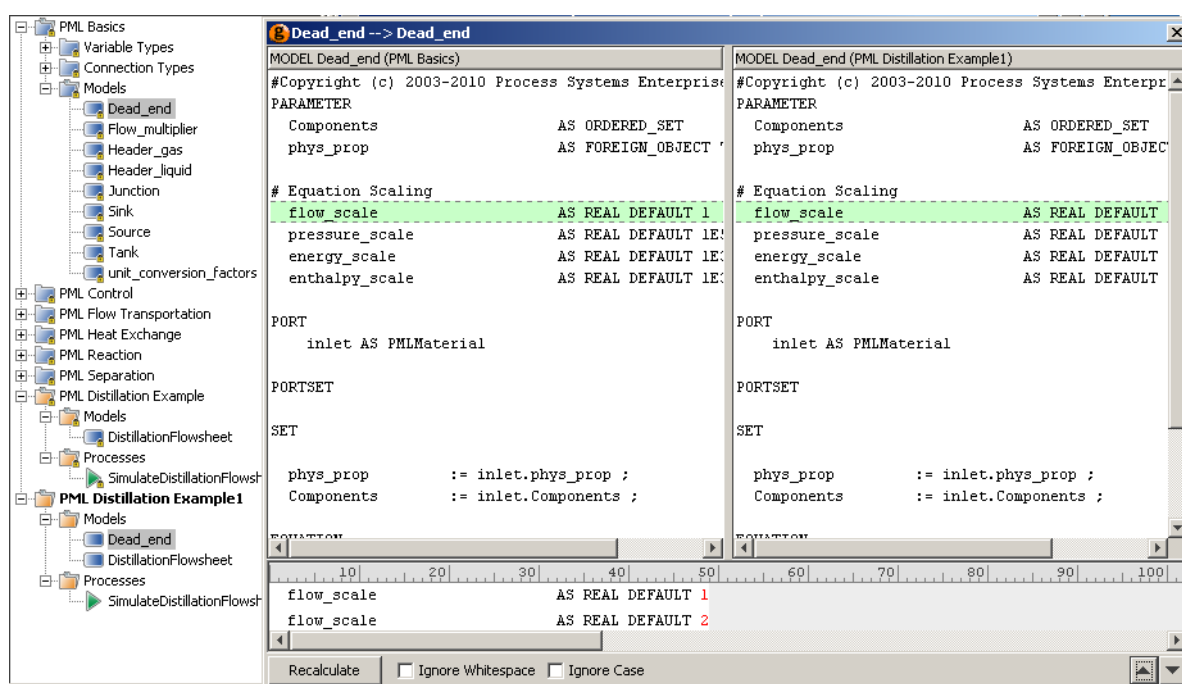 PML Basics
Variable Types
Connection Types
Models
Dead_end
Flow_multiplier
Header_gas
Header_liquid
Junction
Sink
Source
Tank
unit_conversion_factors
PML Control
PML Flow Transportation
PML Heat Exchange
PML Reaction
PML Separation
PML Distillation Example
Models
DistillationFlowsheet
Processes
SimulateDistillationFlowsh
PML Distillation Example1
Models
Dead_end
DistillationFlowsheet
Processes
SimulateDistillationFlowsh
Dead_end --> Dead_end
MODEL Dead_end (PML Basics)
#Copyright (c) 2003-2010 Process Systems Enterprise
PARAMETER
Components AS ORDERED_SET
phys_prop AS FOREIGN_OBJECT
# Equation Scaling
flow_scale AS REAL DEFAULT 1
pressure_scale AS REAL DEFAULT 1E
energy_scale AS REAL DEFAULT 1E
enthalpy_scale AS REAL DEFAULT 1E
PORT
inlet AS PMLMaterial
PORTSET
SET
phys_prop := inlet.phys_prop ;
Components := inlet.Components ;
EQUATION
MODEL Dead_end (PML Distillation Example1)
#Copyright (c) 2003-2010 Process Systems Enterpr
PARAMETER
Components AS ORDERED_SET
phys_prop AS FOREIGN_OBJEC
# Equation Scaling
flow_scale AS REAL DEFAULT
pressure_scale AS REAL DEFAULT
energy_scale AS REAL DEFAULT
enthalpy_scale AS REAL DEFAULT
PORT
inlet AS PMLMaterial
PORTSET
SET
phys_prop := inlet.phys_prop ;
Components := inlet.Components ;
EQUATION
10 20 30 40 50 60 70 80 90 100
flow_scale AS REAL DEFAULT 1
flow_scale AS REAL DEFAULT 2
Recalculate Ignore Whitespace Ignore Case